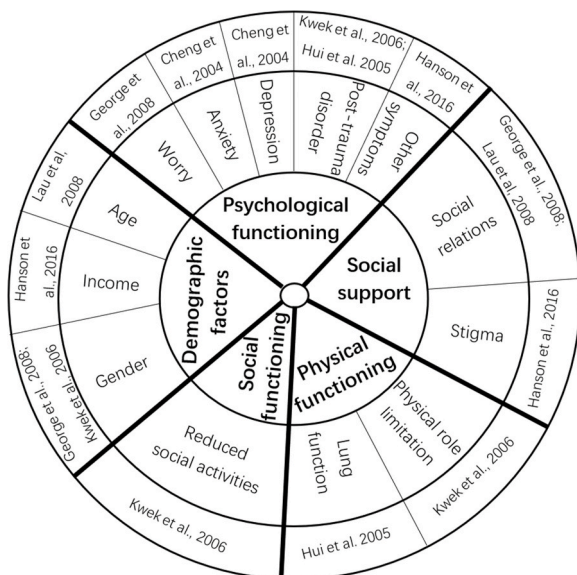 George et
al., 2008
Cheng et
al., 2004
Cheng et
al., 2004
Kwek et al., 2006;
Hui et al. 2005
Hanson et
al., 2016
George et al., 2008;
Lau et al., 2008
Hanson et al., 2016
Kwek et al., 2006
Hui et al. 2005
Kwek et al., 2006
George et al., 2008;
Kwek et al., 2006
Hanson et
al., 2016
Lau et al,
2008
Worry
Anxiety
Depression
Post-trauma
disorder
Other
symptoms
Social
relations
Stigma
Physical role
limitation
Lung
function
Reduced
social activities
Gender
Income
Age
Psychological
functioning
Social
support
Physical
functioning
Social
functioning
Demographic
factors